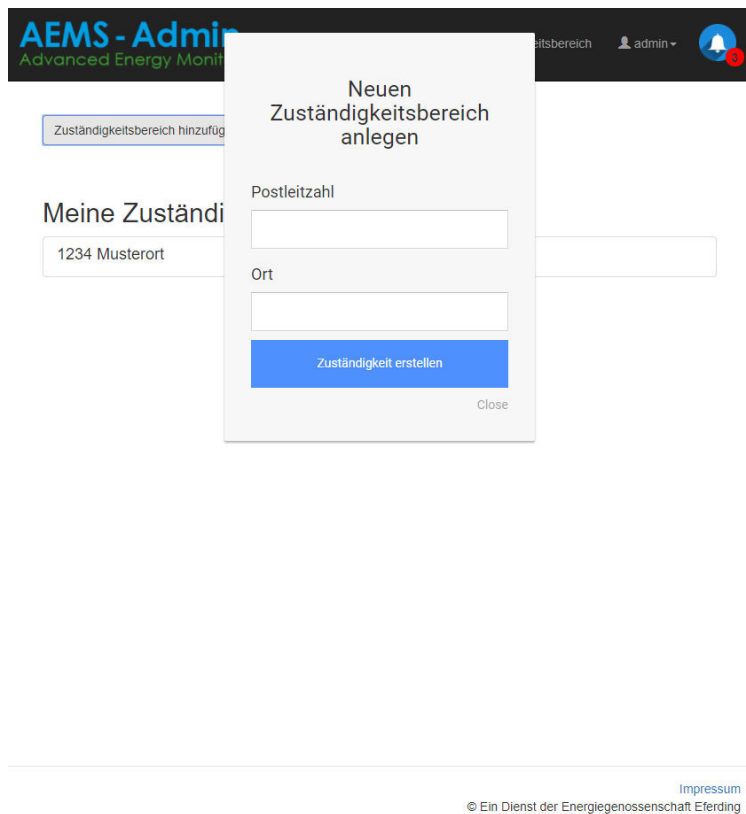 AEMS - Admin
Advanced Energy Monit
admin
3
Neuen
Zuständigkeitsbereich
anlegen
Zuständigkeitsbereich hinzufüg
Postleitzahl
Meine Zuständi
1234 Musterort
Ort
Zuständigkeit erstellen
Close
Impressum
© Ein Dienst der Energiegenossenschaft Eferding